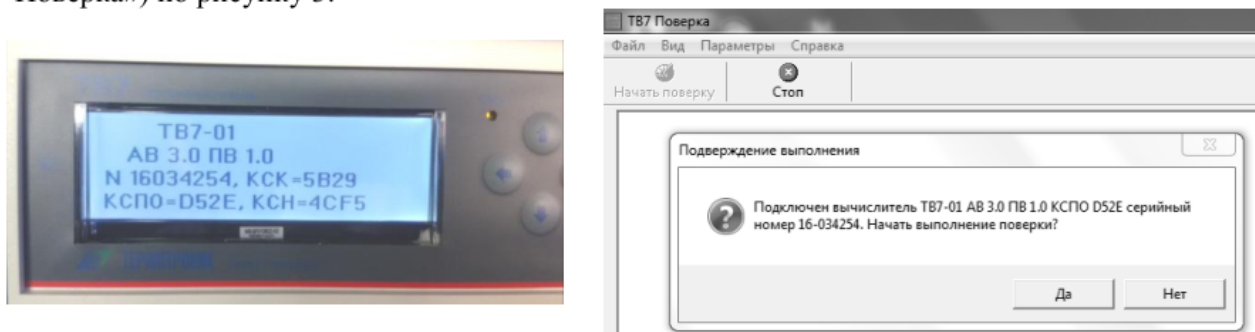 Поверка») по рисунку 3.
ТВ7-01
АВ 3.0 ПВ 1.0
N 16034254, КСК=5B29
КСПО=D52E, КСН=4CF5
ТВ7 Поверка
Файл Вид Параметры Справка
Начать поверку Стоп
Подверждение выполнения
Подключен вычислитель ТВ7-01 АВ 3.0 ПВ 1.0 КСПО D52E серийный
номер 16-034254. Начать выполнение поверки?
Да Нет